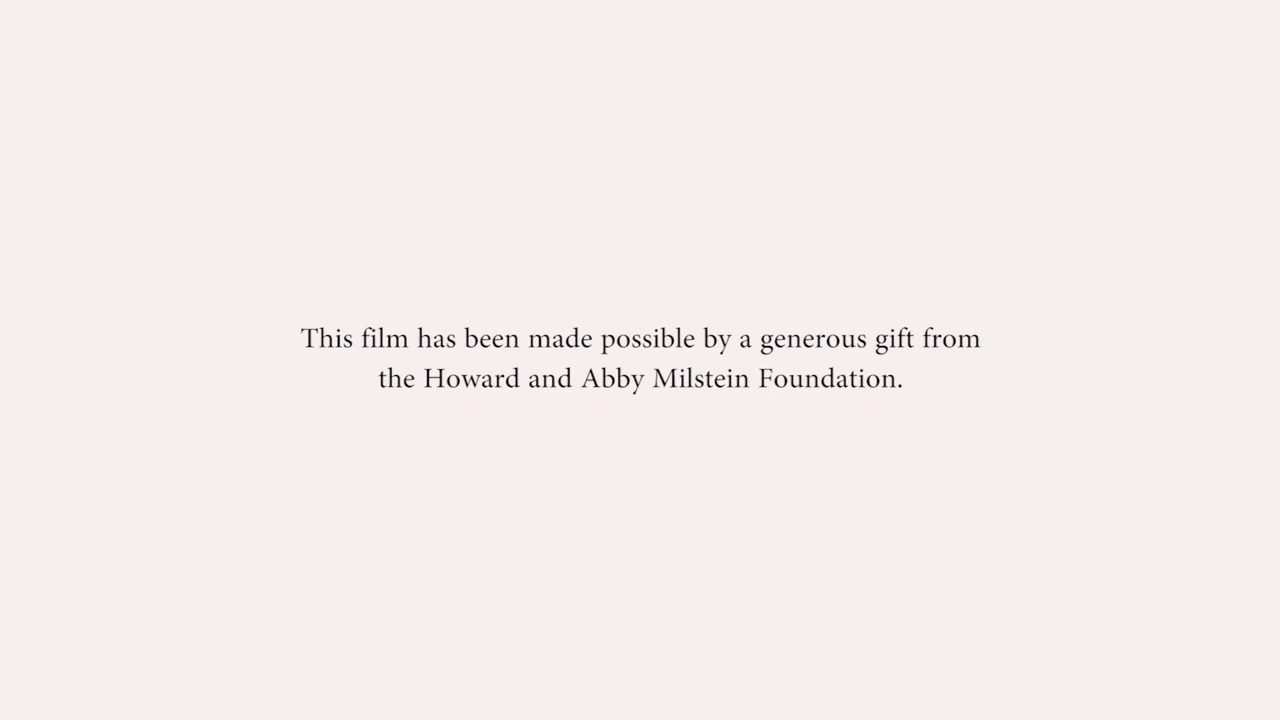 This film has been made possible by a generous gift from
the Howard and Abby Milstein Foundation.